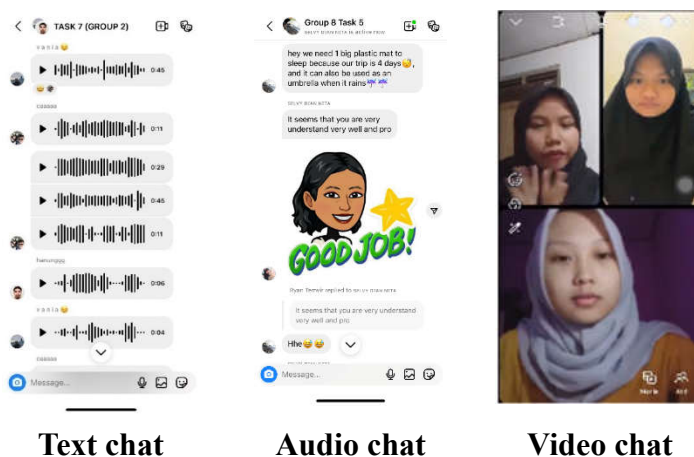 TASK 7 (GROUP 2)
vania
0:45
0:11
0:29
0:45
0:11
hanunggg
0:06
vania
0:04
Message...
Group 8 Task 5
hey we need 1 big plastic mat to
sleep because our trip is 4 days😴,
and it can also be used as an
umbrella when it rains
It seems that you are very
understand very well and pro
GOOD JOB!
It seems that you are very understand
very well and pro
Hhe😅😅
Message...
Text chat
Audio chat
Video chat